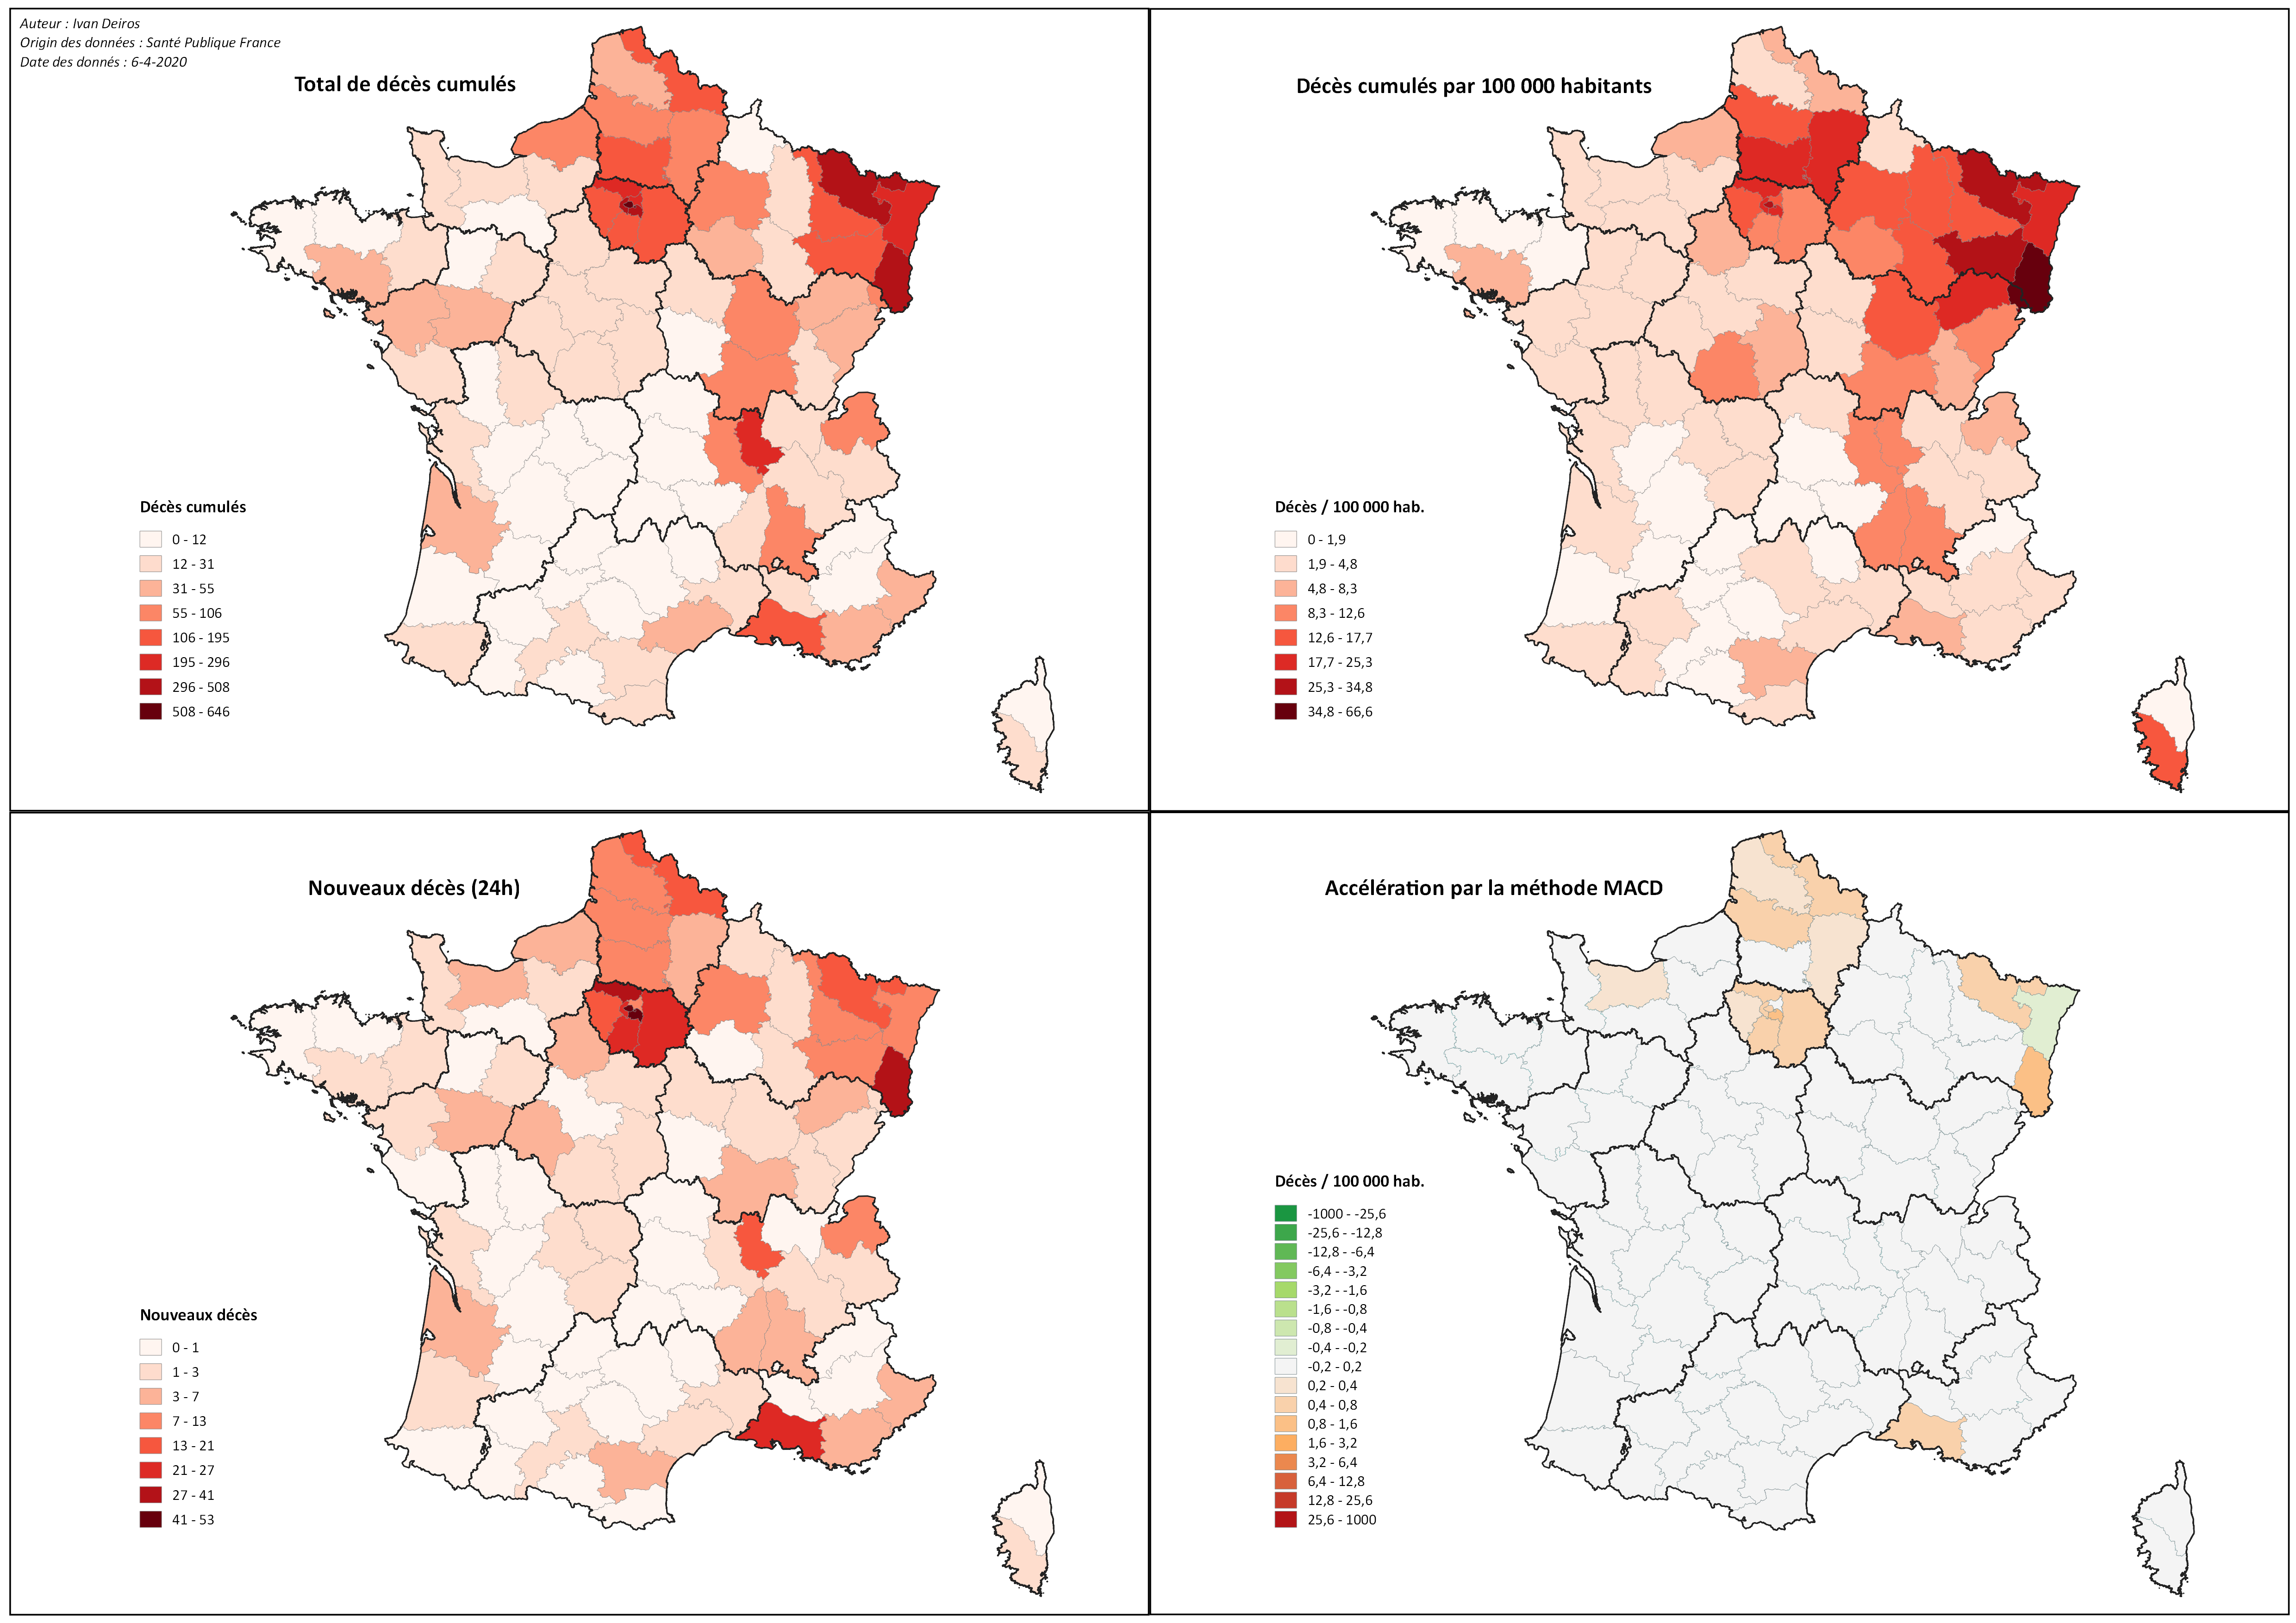 Auteur : Ivan Deiros
Origin des données : Santé Publique France
Date des donnés : 6-4-2020
Total de décès cumulés
Décès cumulés
0 - 12
12 - 31
31 - 55
55 - 106
106 - 195
195 - 296
296 - 508
508 - 646
Décès cumulés par 100 000 habitants
Décès / 100 000 hab.
0 - 1,9
1,9 - 4,8
4,8 - 8,3
8,3 - 12,6
12,6 - 17,7
17,7 - 25,3
25,3 - 34,8
34,8 - 66,6
Nouveaux décès (24h)
Nouveaux décès
0 - 1
1 - 3
3 - 7
7 - 13
13 - 21
21 - 27
27 - 41
41 - 53
Accélération par la méthode MACD
Décès / 100 000 hab.
-1000 - -25,6
-25,6 - -12,8
-12,8 - -6,4
-6,4 - -3,2
-3,2 - -1,6
-1,6 - -0,8
-0,8 - -0,4
-0,4 - -0,2
-0,2 - 0,2
0,2 - 0,4
0,4 - 0,8
0,8 - 1,6
1,6 - 3,2
3,2 - 6,4
6,4 - 12,8
12,8 - 25,6
25,6 - 1000